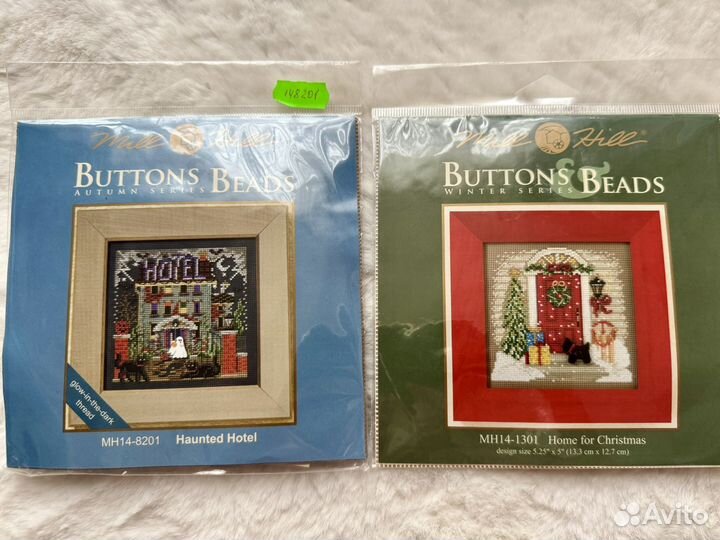 148201
Mill Hill
BUTTONS BEADS
AUTUMN SERIES
HOTEL
glow-in-the-dark
thread
MH14-8201 Haunted Hotel
Mill Hill®
BUTTONS & BEADS
WINTER SERIES
MH14-1301 Home for Christmas
design size 5.25" x 5" (13.3 cm x 12.7 cm)
Avito